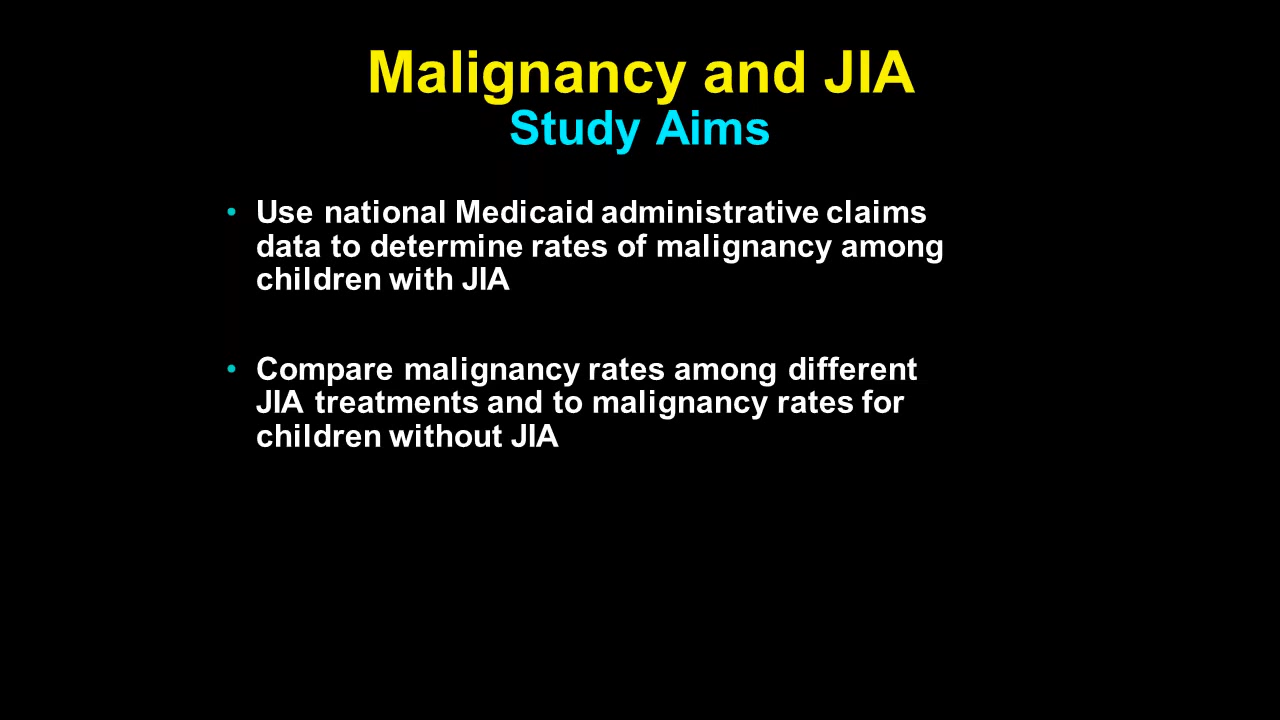 Malignancy and JIA
Study Aims
• Use national Medicaid administrative claims
data to determine rates of malignancy among
children with JIA
• Compare malignancy rates among different
JIA treatments and to malignancy rates for
children without JIA